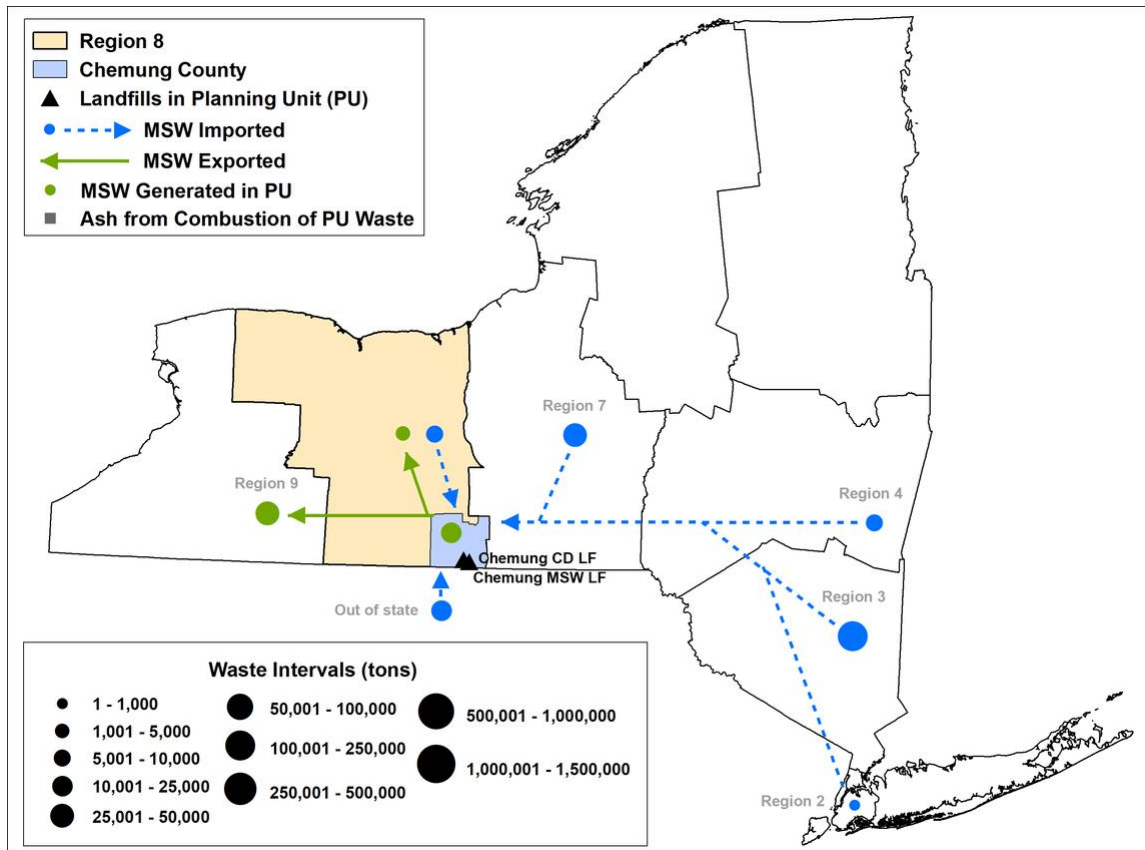 Region 8
Chemung County
Landfills in Planning Unit (PU)
MSW Imported
MSW Exported
MSW Generated in PU
Ash from Combustion of PU Waste
Region 7
Region 9
Region 4
Chemung CD LF
Chemung MSW LF
Region 3
Out of state
Region 2
Waste Intervals (tons)
1 - 1,000
1,001 - 5,000
5,001 - 10,000
10,001 - 25,000
25,001 - 50,000
50,001 - 100,000
100,001 - 250,000
250,001 - 500,000
500,001 - 1,000,000
1,000,001 - 1,500,000